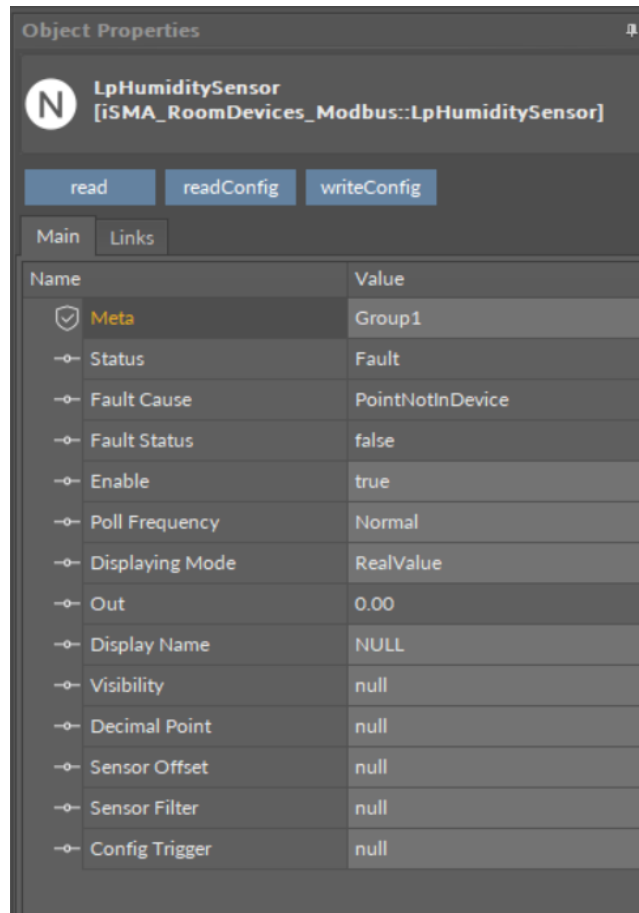 Object Properties
N
LpHumiditySensor
[iSMA_RoomDevices_Modbus::LpHumiditySensor]
read readConfig writeConfig
Main Links
Name Value
Meta Group1
Status Fault
Fault Cause PointNotInDevice
Fault Status false
Enable true
Poll Frequency Normal
Displaying Mode RealValue
Out 0.00
Display Name NULL
Visibility null
Decimal Point null
Sensor Offset null
Sensor Filter null
Config Trigger null